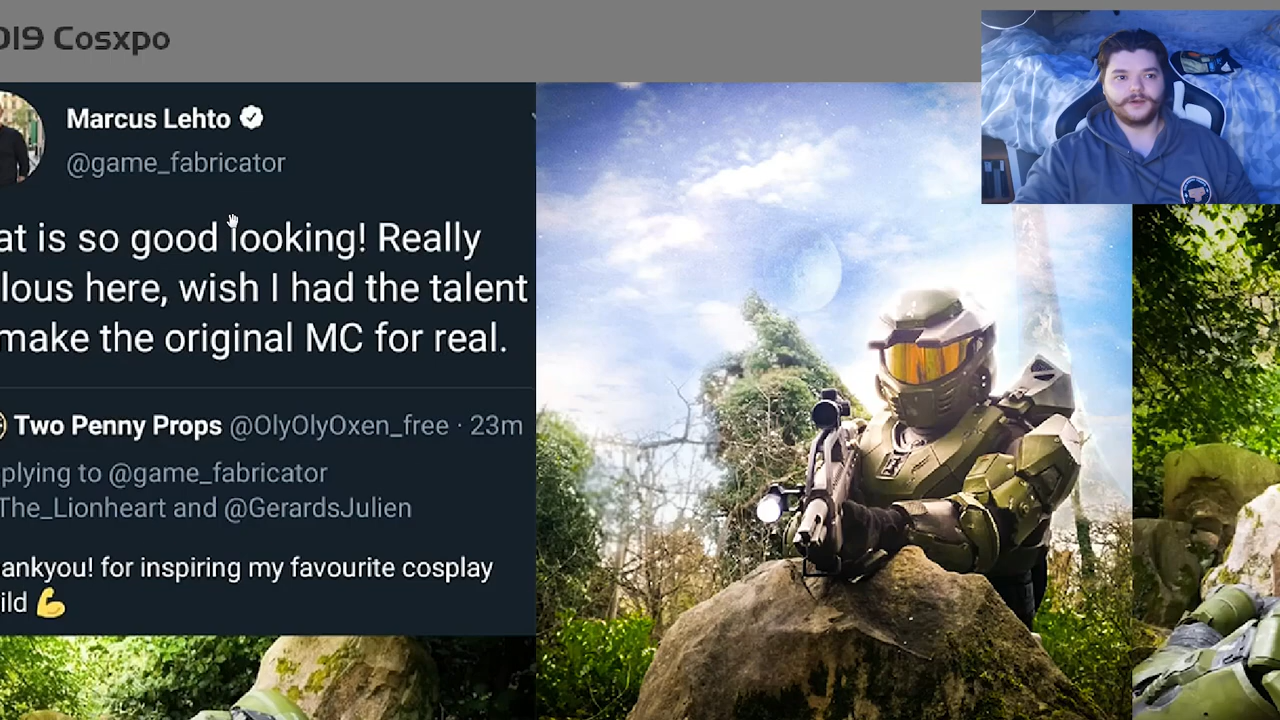 019 Cosxpo
Marcus Lehto
@game_fabricator
at is so good looking! Really
lous here, wish I had the talent
make the original MC for real.
Two Penny Props @OlyOlyOxen_free · 23m
plying to @game_fabricator
The_Lionheart and @GerardsJulien
ankyou! for inspiring my favourite cosplay
ild 💪